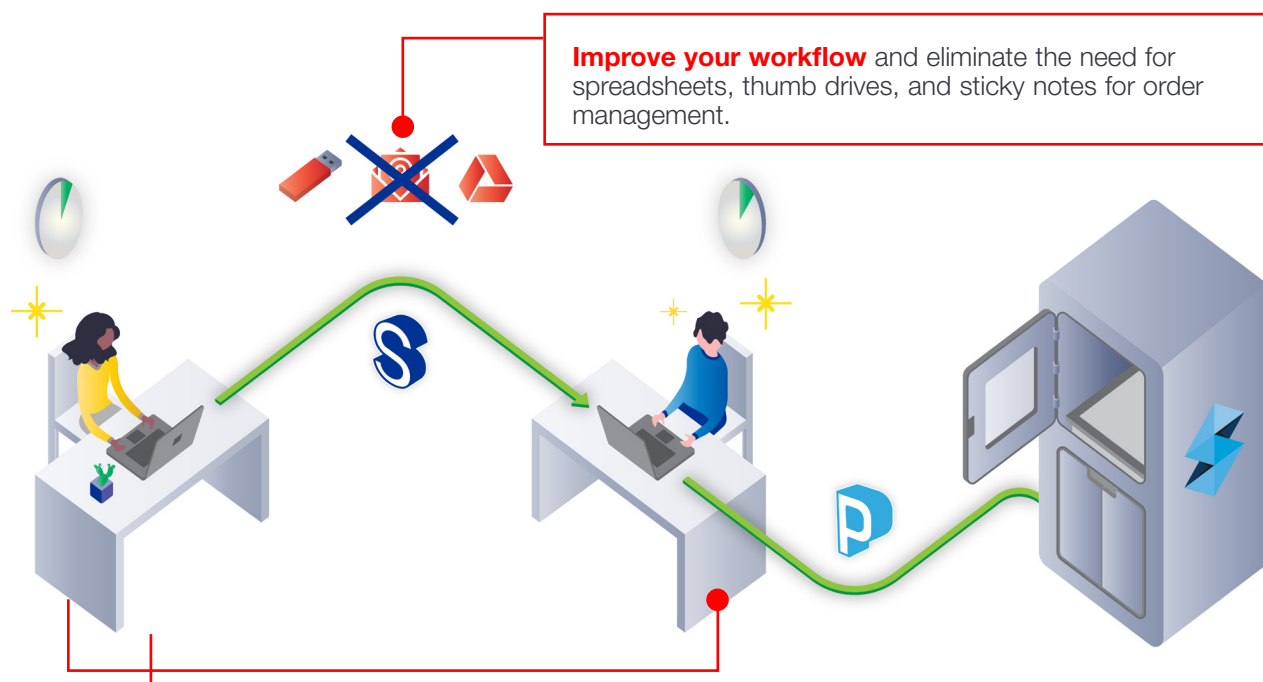 Improve your workflow and eliminate the need for
spreadsheets, thumb drives, and sticky notes for order
management.
S
P